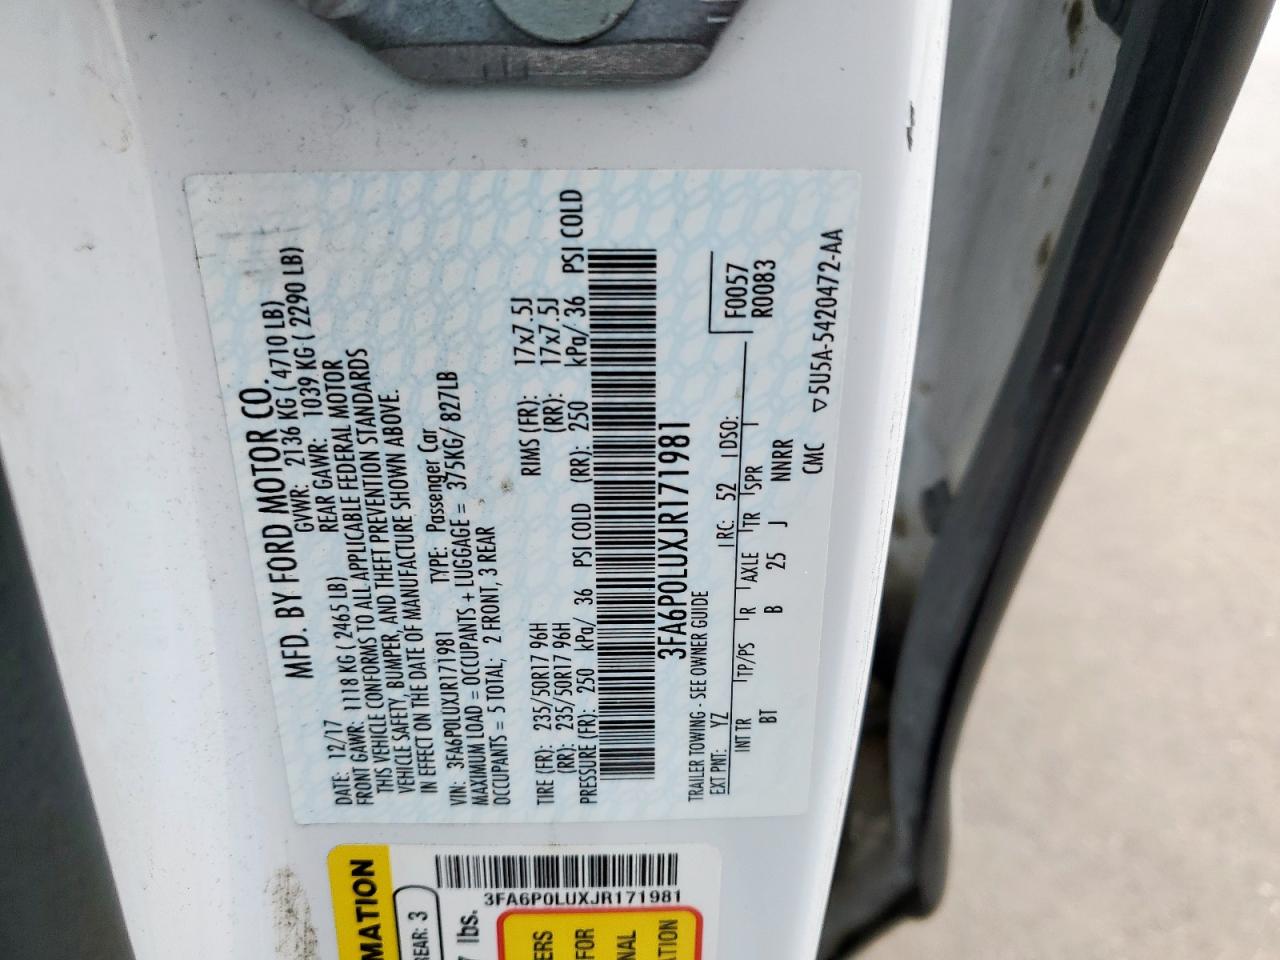 MFD. BY FORD MOTOR CO.
DATE: 12/17 GVWR: 2136 KG ( 4710 LB)
FRONT GAWR: 1118 KG ( 2465 LB) REAR GAWR: 1039 KG ( 2290 LB)
THIS VEHICLE CONFORMS TO ALL APPLICABLE FEDERAL MOTOR
VEHICLE SAFETY, BUMPER, AND THEFT PREVENTION STANDARDS
IN EFFECT ON THE DATE OF MANUFACTURE SHOWN ABOVE.
VIN: 3FA6P0LUXJR171981 TYPE: Passenger Car
MAXIMUM LOAD = OCCUPANTS + LUGGAGE = 375KG/ 827LB
OCCUPANTS = 5 TOTAL; 2 FRONT, 3 REAR
TIRE (FR): 235/50R17 96H RIMS (FR): 17x7.5J
(RR): 235/50R17 96H (RR): 17x7.5J
PRESSURE (FR): 250 kPa/ 36 PSI COLD (RR): 250 kPa/ 36 PSI COLD
3FA6P0LUXJR171981
TRAILER TOWING - SEE OWNER GUIDE
F0057
R0083
EXT PNT: YZ RC: 52 DSO:
INT TR TP/PS R AXLE TR SPR
BT B 25 J NNRR
CMC
▽5U5A-5420472-AA
3FA6P0LUXJR171981
MATION
REAR: 3
lbs.
ERS
FOR
NAL
TION